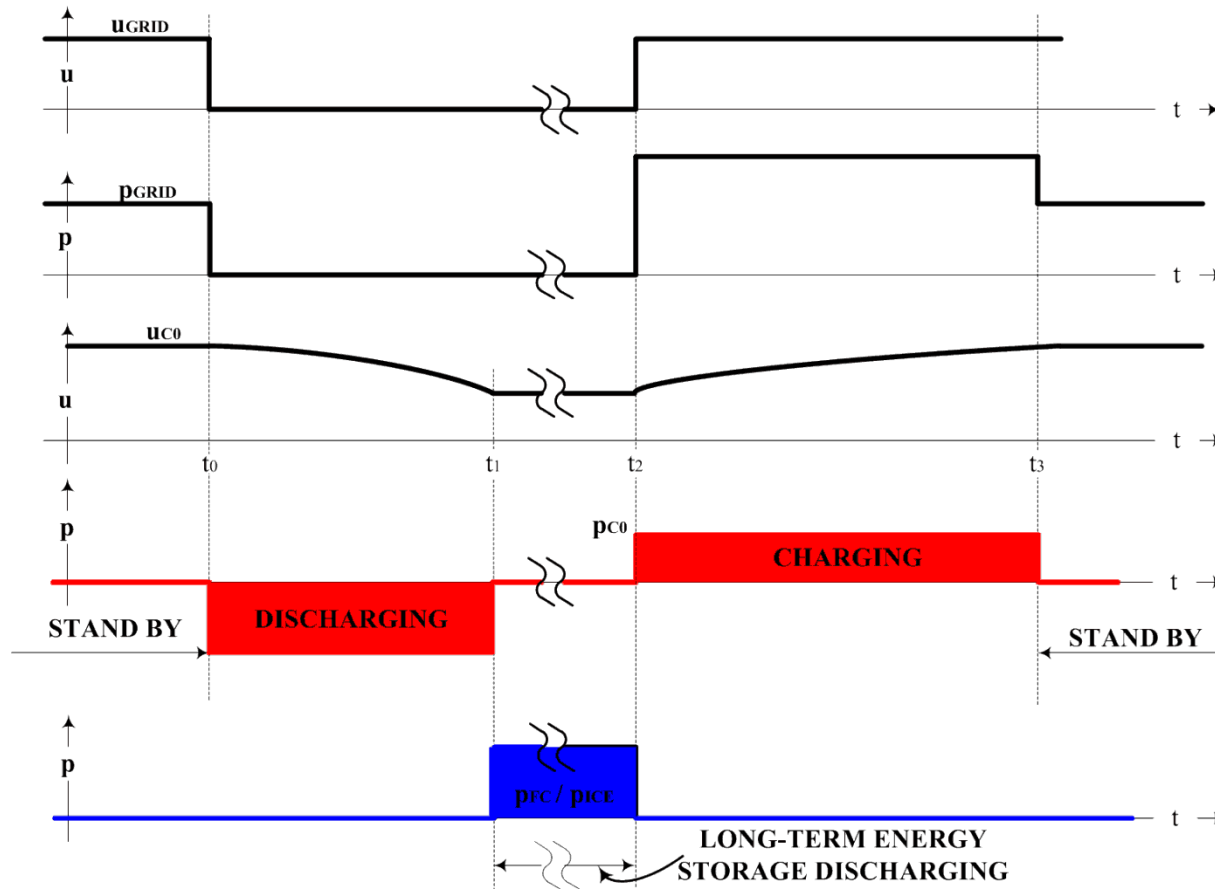 uGRID
u
t
pGRID
p
t
uC0
u
t
t0 t1 t2 t3
p
pC0
CHARGING
t
DISCHARGING
STAND BY
STAND BY
p
pFC / pICE
t
LONG-TERM ENERGY
STORAGE DISCHARGING